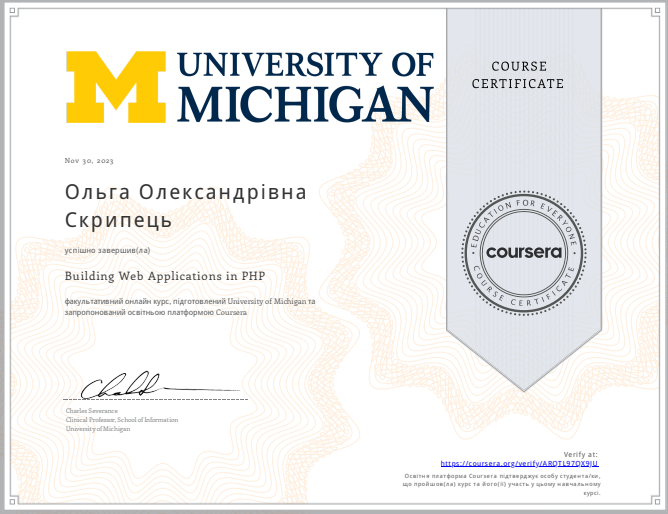 UNIVERSITY OF
MICHIGAN
COURSE
CERTIFICATE
Nov 30, 2023
Ольга Олександрівна
Скрипець
успішно завершив(ла)
Building Web Applications in PHP
факультативний онлайн курс, підготовлений University of Michigan та
запропонований освітньою платформою Coursera
EDUCATION FOR EVERYONE
coursera
COURSE CERTIFICATE
Charles Severance
Clinical Professor, School of Information
University of Michigan
Verify at:
https://coursera.org/verify/ARQTL97QX9JU
Освітня платформа Coursera підтверджує особу студента/ки,
що пройшов(ла) курс та його(її) участь у цьому навчальному
курсі.